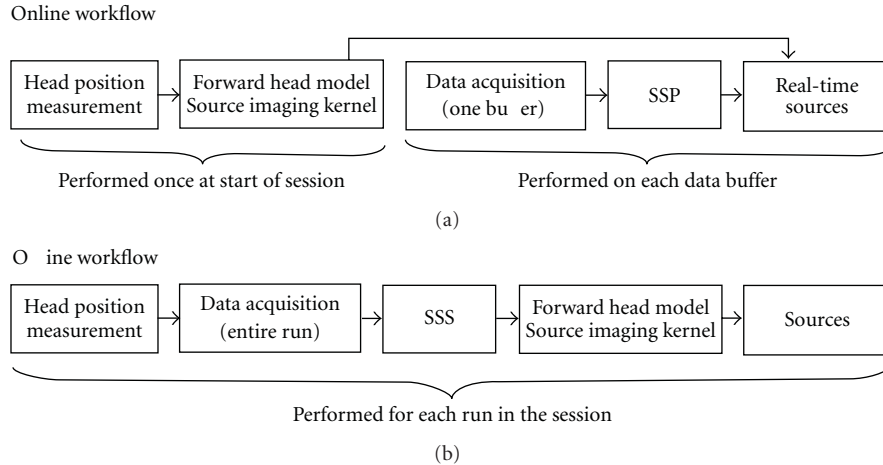 Online workflow
Head position
measurement
Forward head model
Source imaging kernel
Data acquisition
(one bu er)
SSP
Real-time
sources
Performed once at start of session
Performed on each data buffer
(a)
O ine workflow
Head position
measurement
Data acquisition
(entire run)
SSS
Forward head model
Source imaging kernel
Sources
Performed for each run in the session
(b)